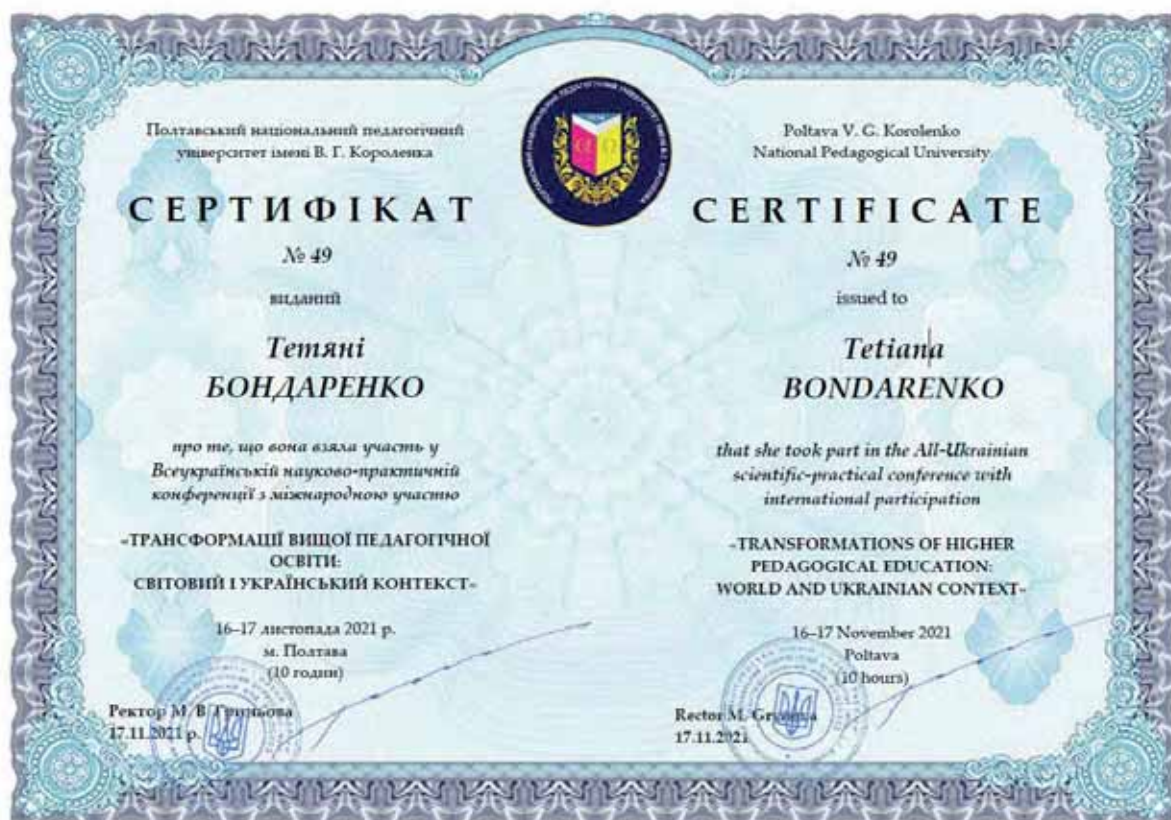 Полтавський національний педагогічний
університет імені В. Г. Короленка
СЕРТИФІКАТ
№ 49
виданий
Тетяні
БОНДАРЕНКО
про те, що вона взяла участь у
Всеукраїнській науково-практичній
конференції з міжнародною участю
«ТРАНСФОРМАЦІЇ ВИЩОЇ ПЕДАГОГІЧНОЇ
ОСВІТИ:
СВІТОВИЙ І УКРАЇНСЬКИЙ КОНТЕКСТ»
16–17 листопада 2021 р.
м. Полтава
(10 годин)
Ректор М. В. Гриньова
17.11.2021 р.
Poltava V. G. Korolenko
National Pedagogical University
CERTIFICATE
№ 49
issued to
Tetiana
BONDARENKO
that she took part in the All-Ukrainian
scientific-practical conference with
international participation
«TRANSFORMATIONS OF HIGHER
PEDAGOGICAL EDUCATION:
WORLD AND UKRAINIAN CONTEXT»
16–17 November 2021
Poltava
(10 hours)
Rector M.
17.11.2021